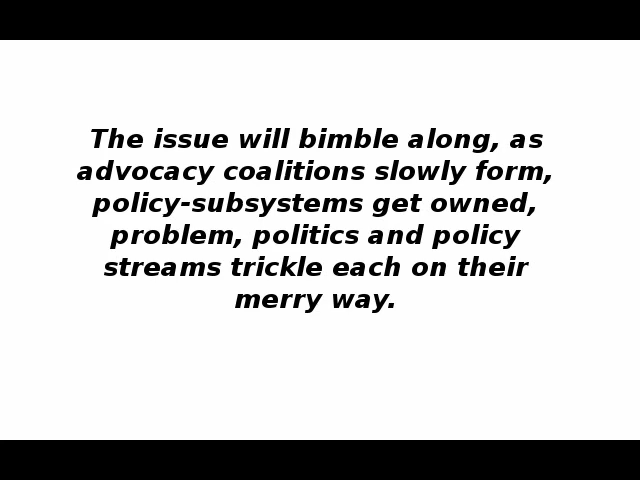 The issue will bimble along, as
advocacy coalitions slowly form,
policy-subsystems get owned,
problem, politics and policy
streams trickle each on their
merry way.